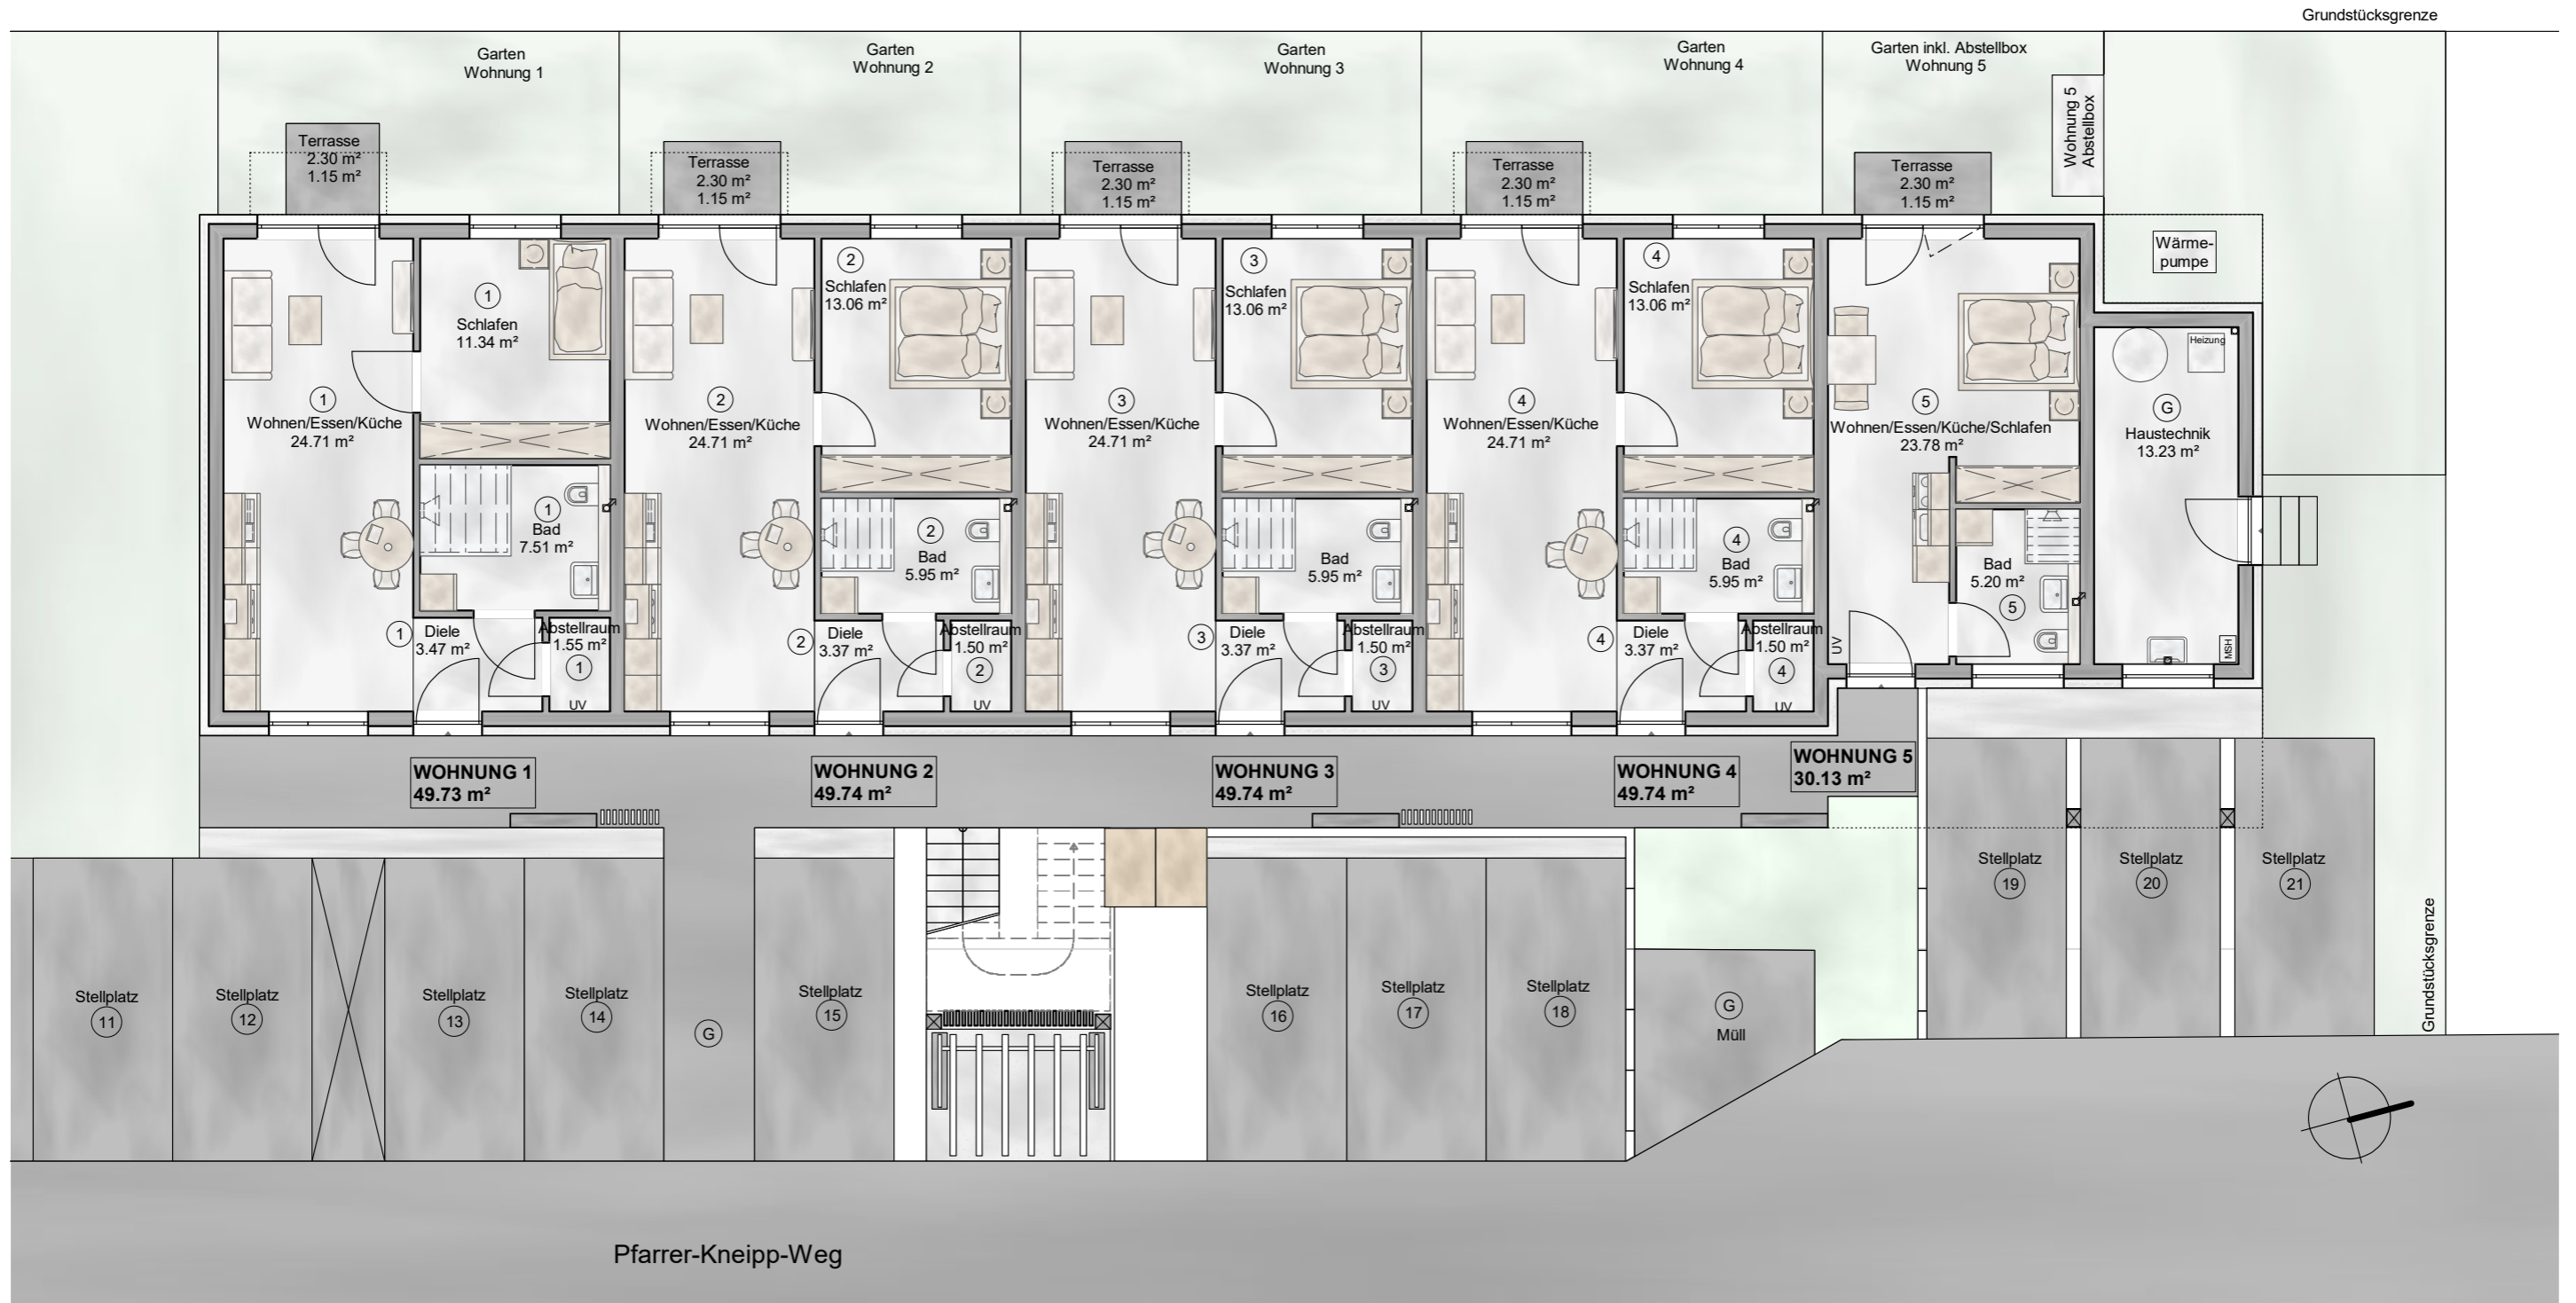 Grundstücksgrenze
Garten
Wohnung 1
Garten
Wohnung 2
Garten
Wohnung 3
Garten
Wohnung 4
Garten inkl. Abstellbox
Wohnung 5
Wohnung 5
Abstellbox
Terrasse
2.30 m²
1.15 m²
Terrasse
2.30 m²
1.15 m²
Terrasse
2.30 m²
1.15 m²
Terrasse
2.30 m²
1.15 m²
Terrasse
2.30 m²
1.15 m²
Wärme-
pumpe
1
Schlafen
11.34 m²
2
Schlafen
13.06 m²
3
Schlafen
13.06 m²
4
Schlafen
13.06 m²
Heizung
1
Wohnen/Essen/Küche
24.71 m²
2
Wohnen/Essen/Küche
24.71 m²
3
Wohnen/Essen/Küche
24.71 m²
4
Wohnen/Essen/Küche
24.71 m²
5
Wohnen/Essen/Küche/Schlafen
23.78 m²
G
Haustechnik
13.23 m²
1
Bad
7.51 m²
2
Bad
5.95 m²
Bad
5.95 m²
4
Bad
5.95 m²
Bad
5.20 m²
5
1
Diele
3.47 m²
Abstellraum
1.55 m²
1
UV
2
Diele
3.37 m²
Abstellraum
1.50 m²
2
UV
3
Diele
3.37 m²
Abstellraum
1.50 m²
3
UV
4
Diele
3.37 m²
Abstellraum
1.50 m²
4
UV
UV
MSH
WOHNUNG 1
49.73 m²
WOHNUNG 2
49.74 m²
WOHNUNG 3
49.74 m²
WOHNUNG 4
49.74 m²
WOHNUNG 5
30.13 m²
Stellplatz
11
Stellplatz
12
Stellplatz
13
Stellplatz
14
G
Stellplatz
15
Stellplatz
16
Stellplatz
17
Stellplatz
18
G
Müll
Stellplatz
19
Stellplatz
20
Stellplatz
21
Grundstücksgrenze
Pfarrer-Kneipp-Weg